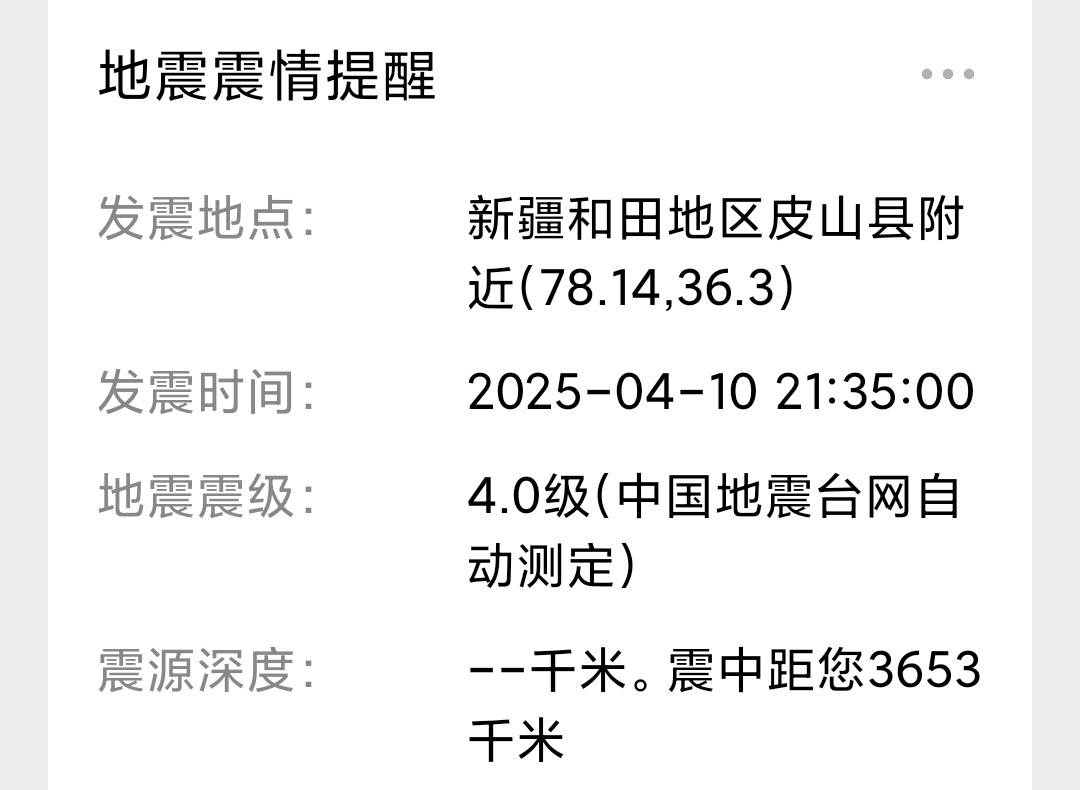 地震震情提醒
发震地点：
新疆和田地区皮山县附
近(78.14,36.3)
发震时间：
2025-04-10 21:35:00
地震震级：
4.0级(中国地震台网自
动测定)
震源深度：
--千米。震中距您3653
千米